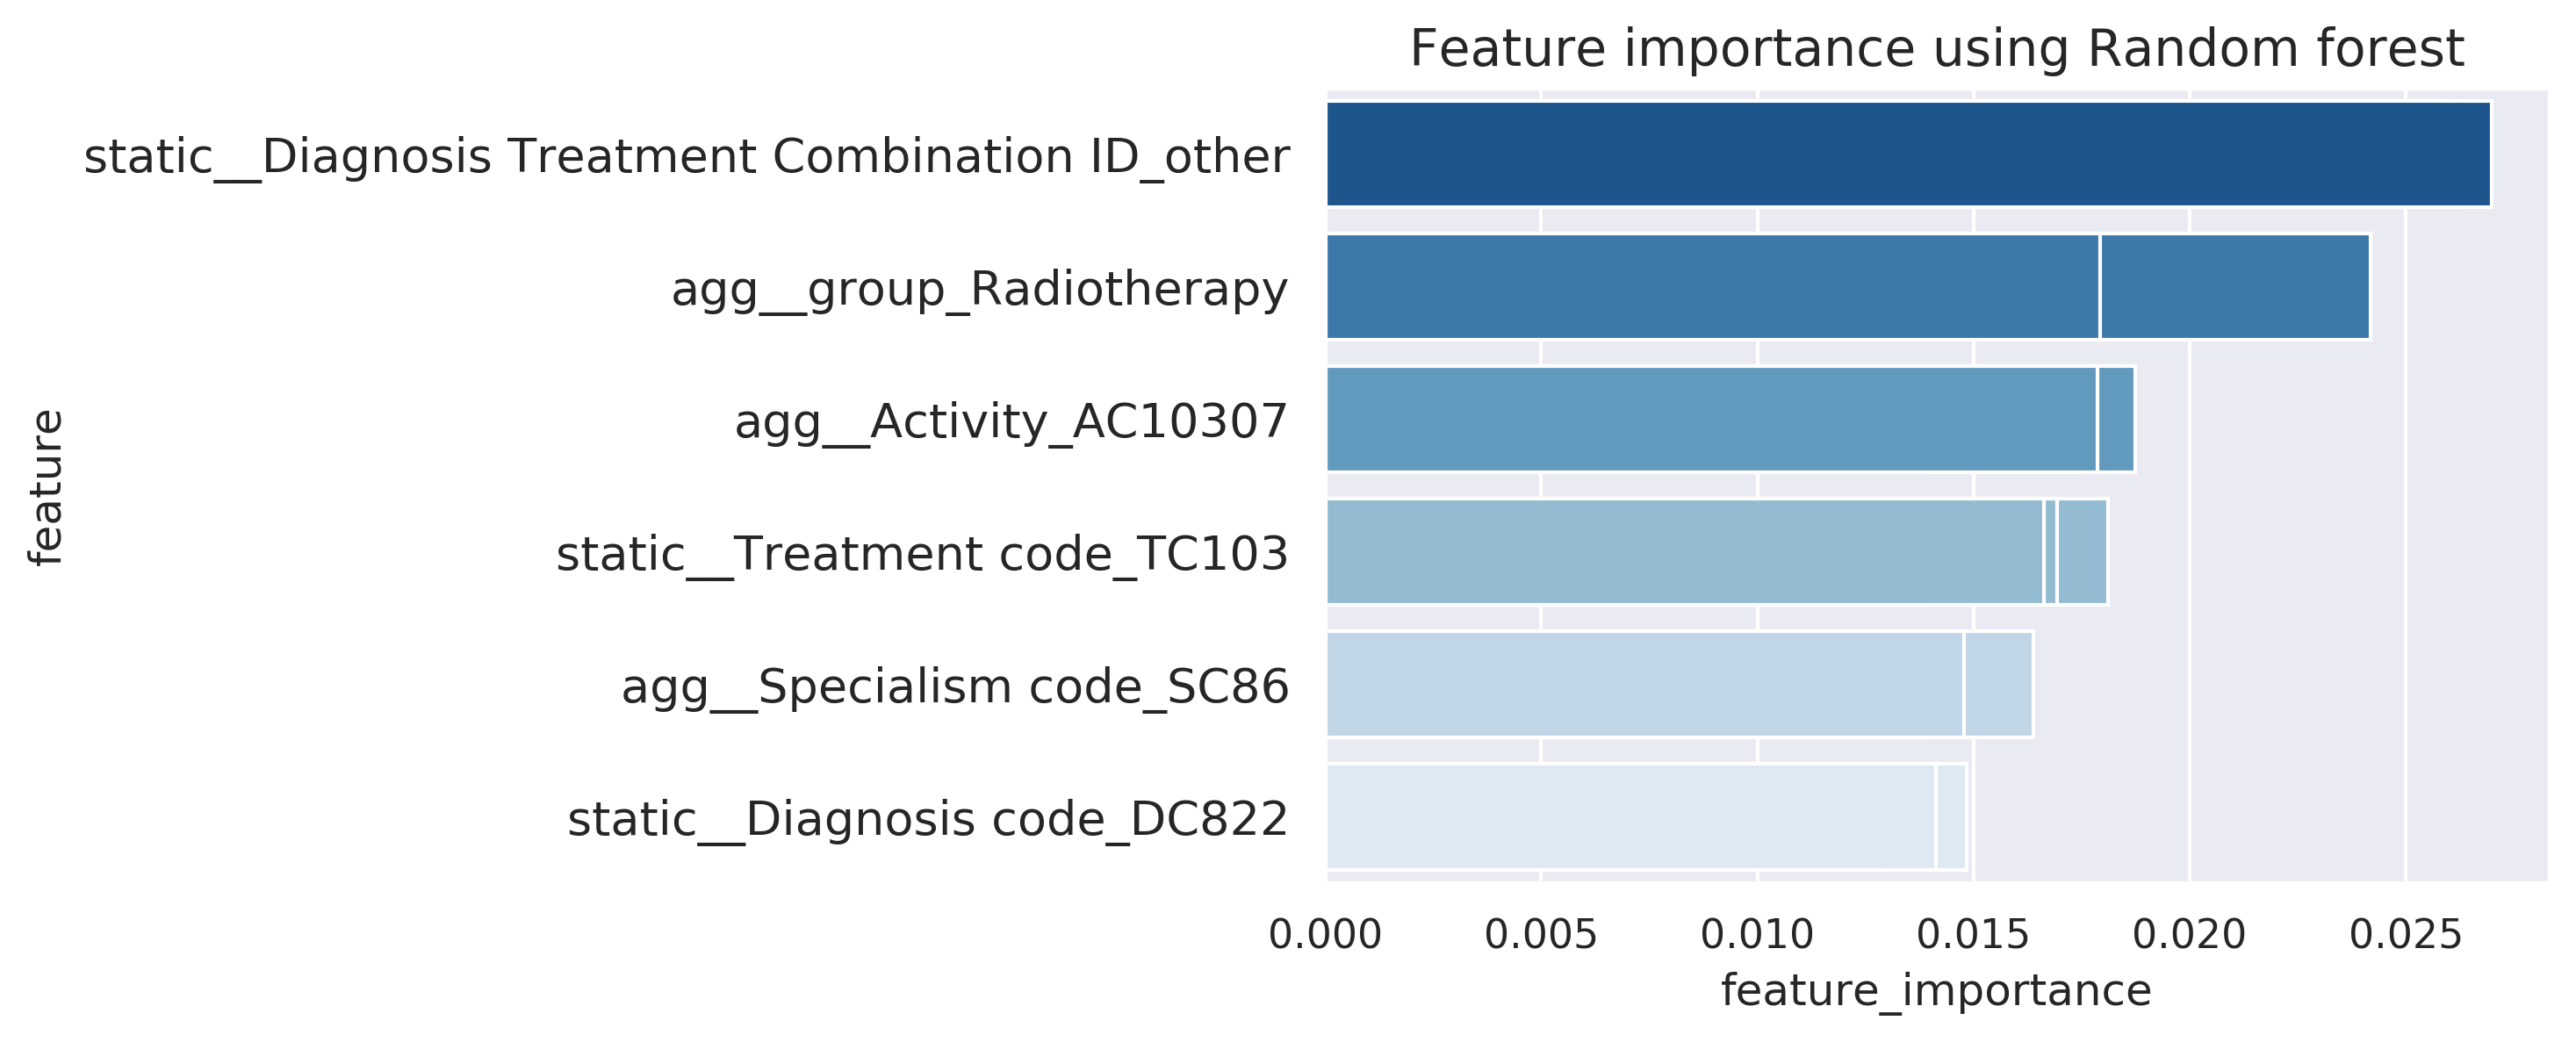 Feature importance using Random forest
feature
static__Diagnosis Treatment Combination ID_other
agg__group_Radiotherapy
agg__Activity_AC10307
static__Treatment code_TC103
agg__Specialism code_SC86
static__Diagnosis code_DC822
0.000 0.005 0.010 0.015 0.020 0.025
feature_importance